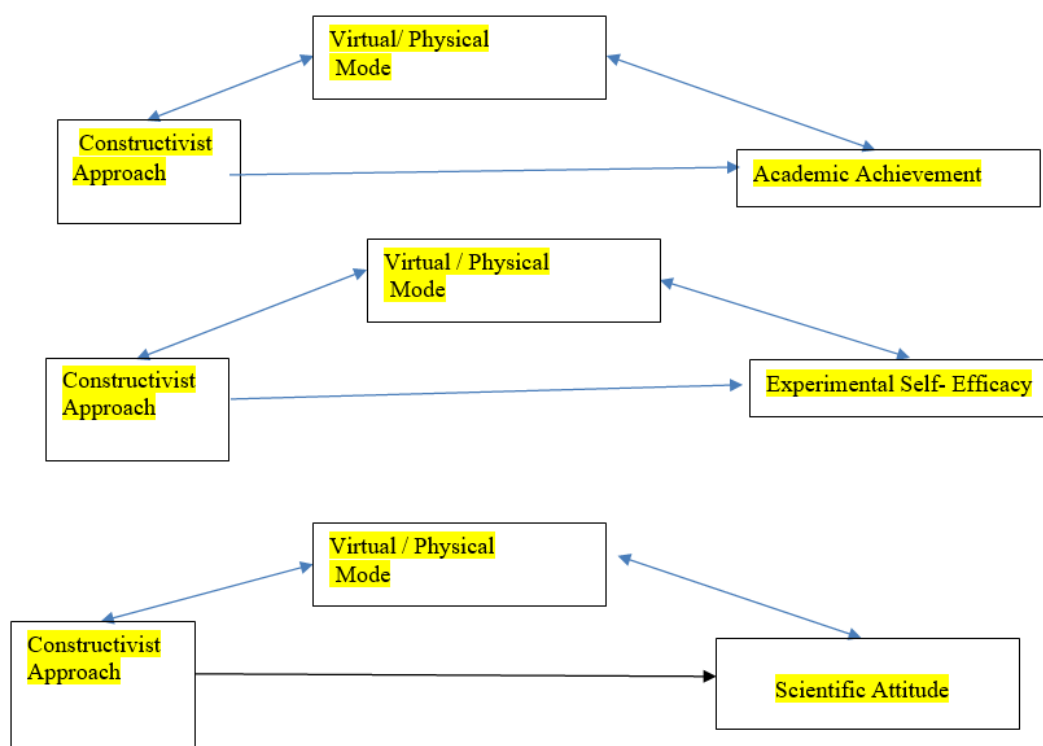 Virtual/ Physical
Mode
Constructivist
Approach
Academic Achievement
Virtual / Physical
Mode
Constructivist
Approach
Experimental Self- Efficacy
Virtual / Physical
Mode
Constructivist
Approach
Scientific Attitude